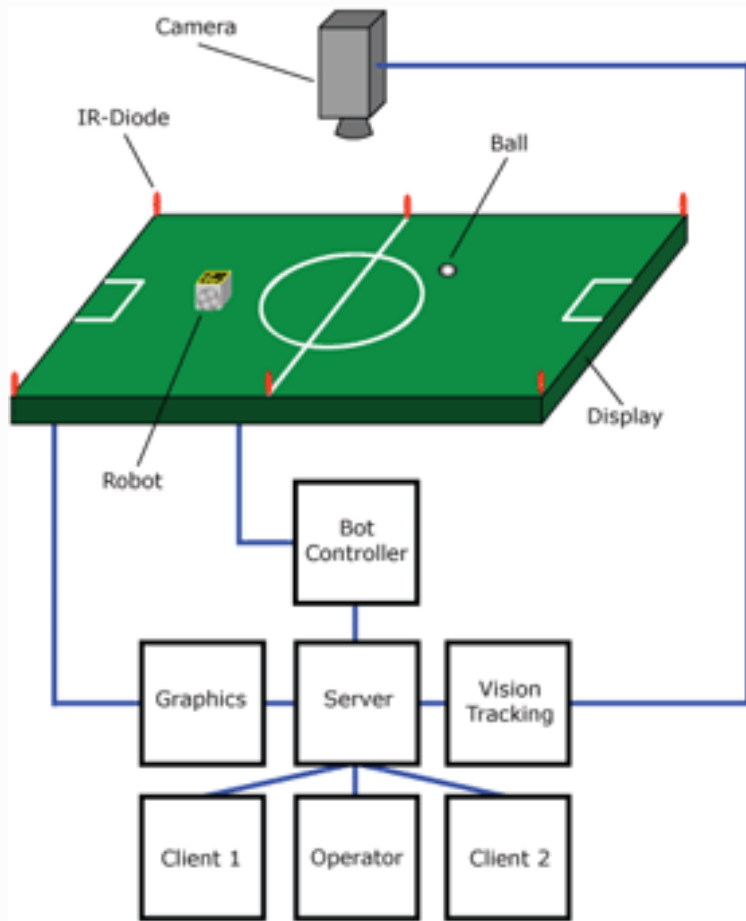 Camera
IR-Diode
Ball
Display
Robot
Bot
Controller
Graphics
Server
Vision
Tracking
Client 1
Operator
Client 2